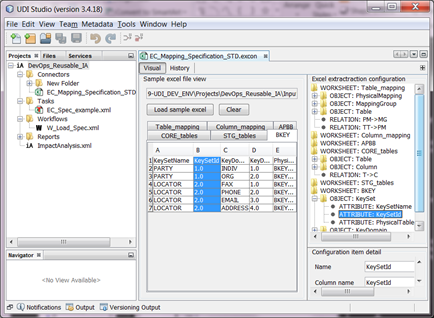 UDI Studio (version 3.4.18)
File Edit View Team Metadata Tools Window Help
Projects Files Services
DevOps_Reusable_IA
Connectors
New Folder
EC_Mapping_Specification_STD
Tasks
EC_Spec_example.xml
Workflows
W_Load_Spec.xml
Reports
ImpactAnalysis.xml
Navigator
<No View Available>
EC_Mapping_Specification_STD.excon
Visual History
Sample excel file view
9-UDI_DEV_ENV\Projects\DevOps_Reusable_IA\Input
Load sample excel Clear
Table_mapping Column_mapping APBB
CORE_tables STG_tables BKEY
A B C D E
1 KeySetName KeySetId KeyDo... KeyD... Physi...
2 PARTY 1.0 INDIV 1.0 BKEY...
3 PARTY 1.0 ORG 2.0 BKEY...
4 LOCATOR 2.0 FAX 1.0 BKEY...
5 LOCATOR 2.0 PHONE 2.0 BKEY...
6 LOCATOR 2.0 EMAIL 3.0 BKEY...
7 LOCATOR 2.0 ADDRESS 4.0 BKEY...
Excel extractraction configuration
WORKSHEET: Table_mapping
OBJECT: PhysicalMapping
OBJECT: MappingGroup
OBJECT: Table
RELATION: PM->MG
RELATION: TT->PM
WORKSHEET: Column_mapping
WORKSHEET: APBB
WORKSHEET: CORE_tables
OBJECT: Table
OBJECT: Column
RELATION: T->C
WORKSHEET: STG_tables
WORKSHEET: BKEY
OBJECT: KeySet
ATTRIBUTE: KeySetName
ATTRIBUTE: KeySetId
ATTRIBUTE: PhysicalTable
OBJECT: KeyDomain
Configuration item detail
Name KeySetId
Column name KeySetId
Notifications Output Versioning Output